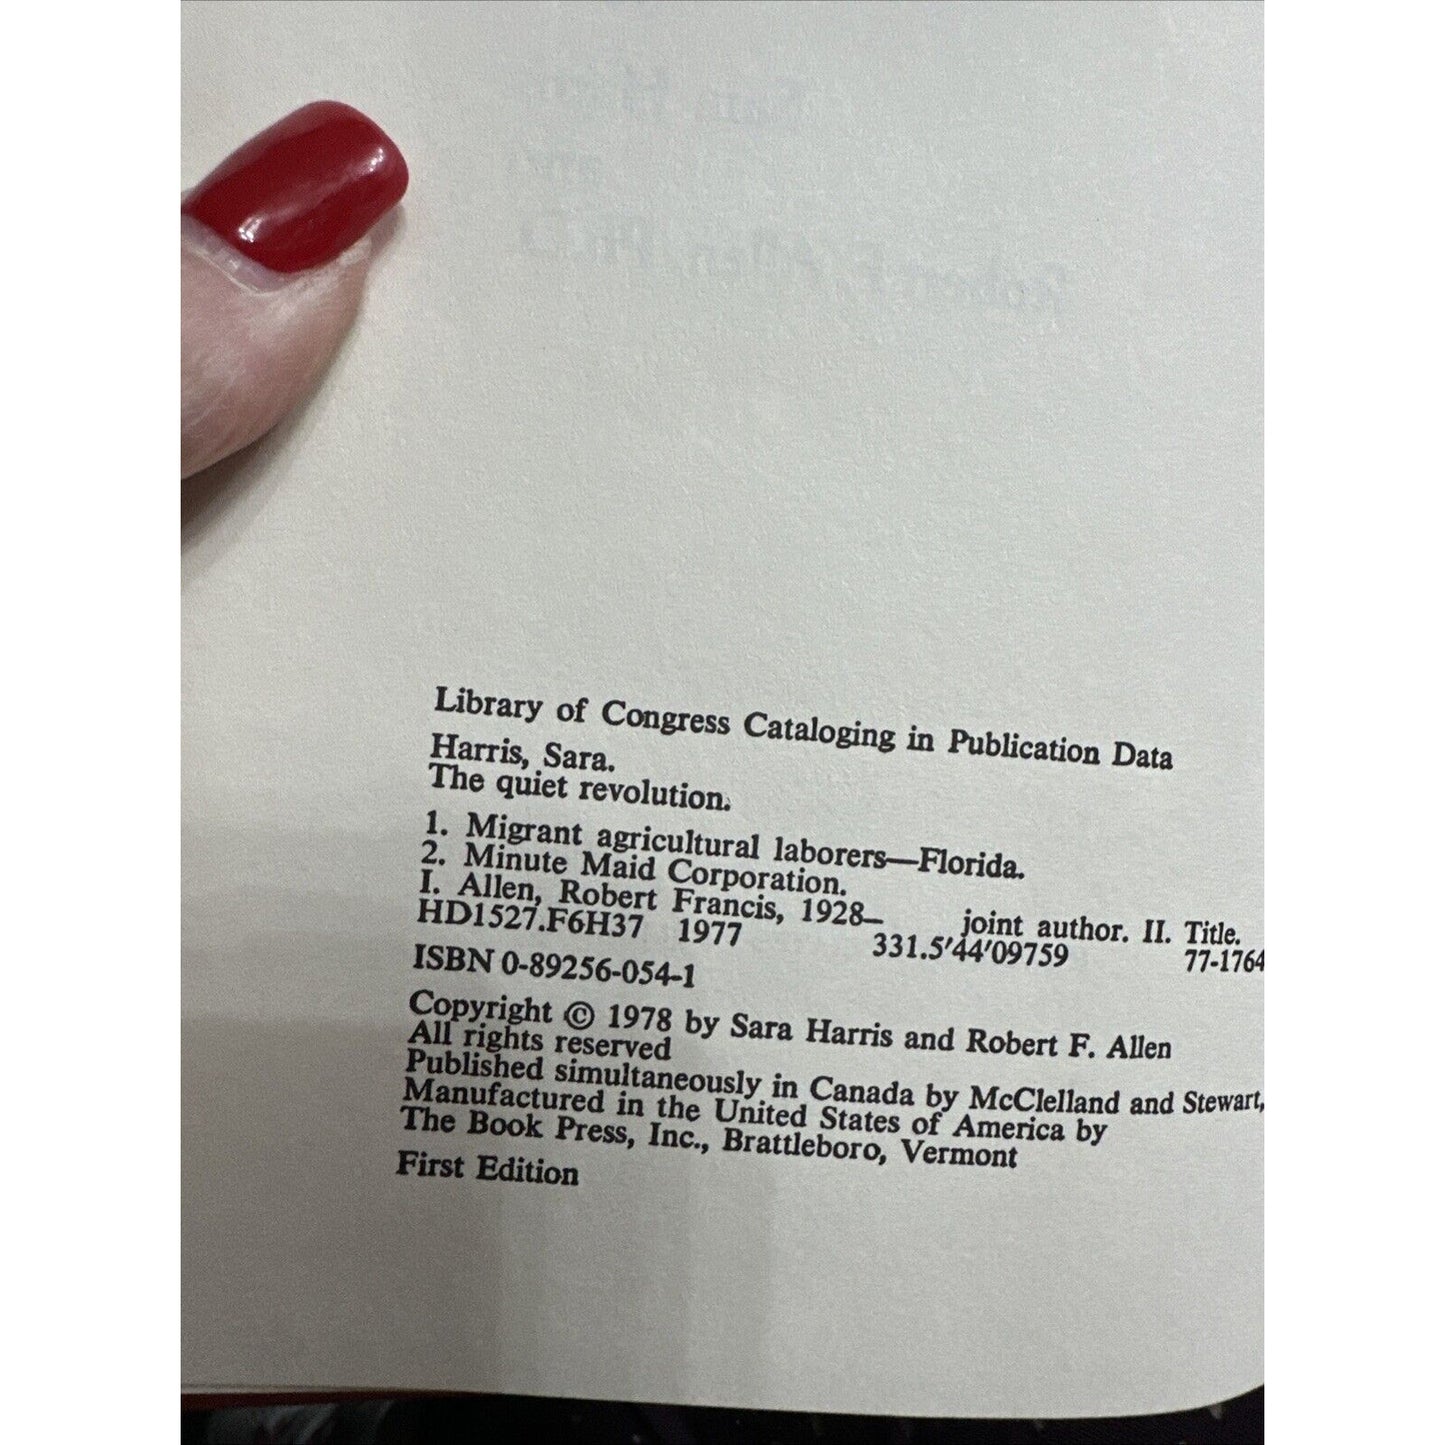 Library of Congress Cataloging in Publication Data
Harris, Sara.
The quiet revolution.
1. Migrant agricultural laborers—Florida.
2. Minute Maid Corporation.
I. Allen, Robert Francis, 1928– joint author. II. Title.
HD1527.F6H37 1977 331.5'44'09759 77-1764
ISBN 0-89256-054-1
Copyright © 1978 by Sara Harris and Robert F. Allen
All rights reserved
Published simultaneously in Canada by McClelland and Stewart,
Manufactured in the United States of America by
The Book Press, Inc., Brattleboro, Vermont
First Edition